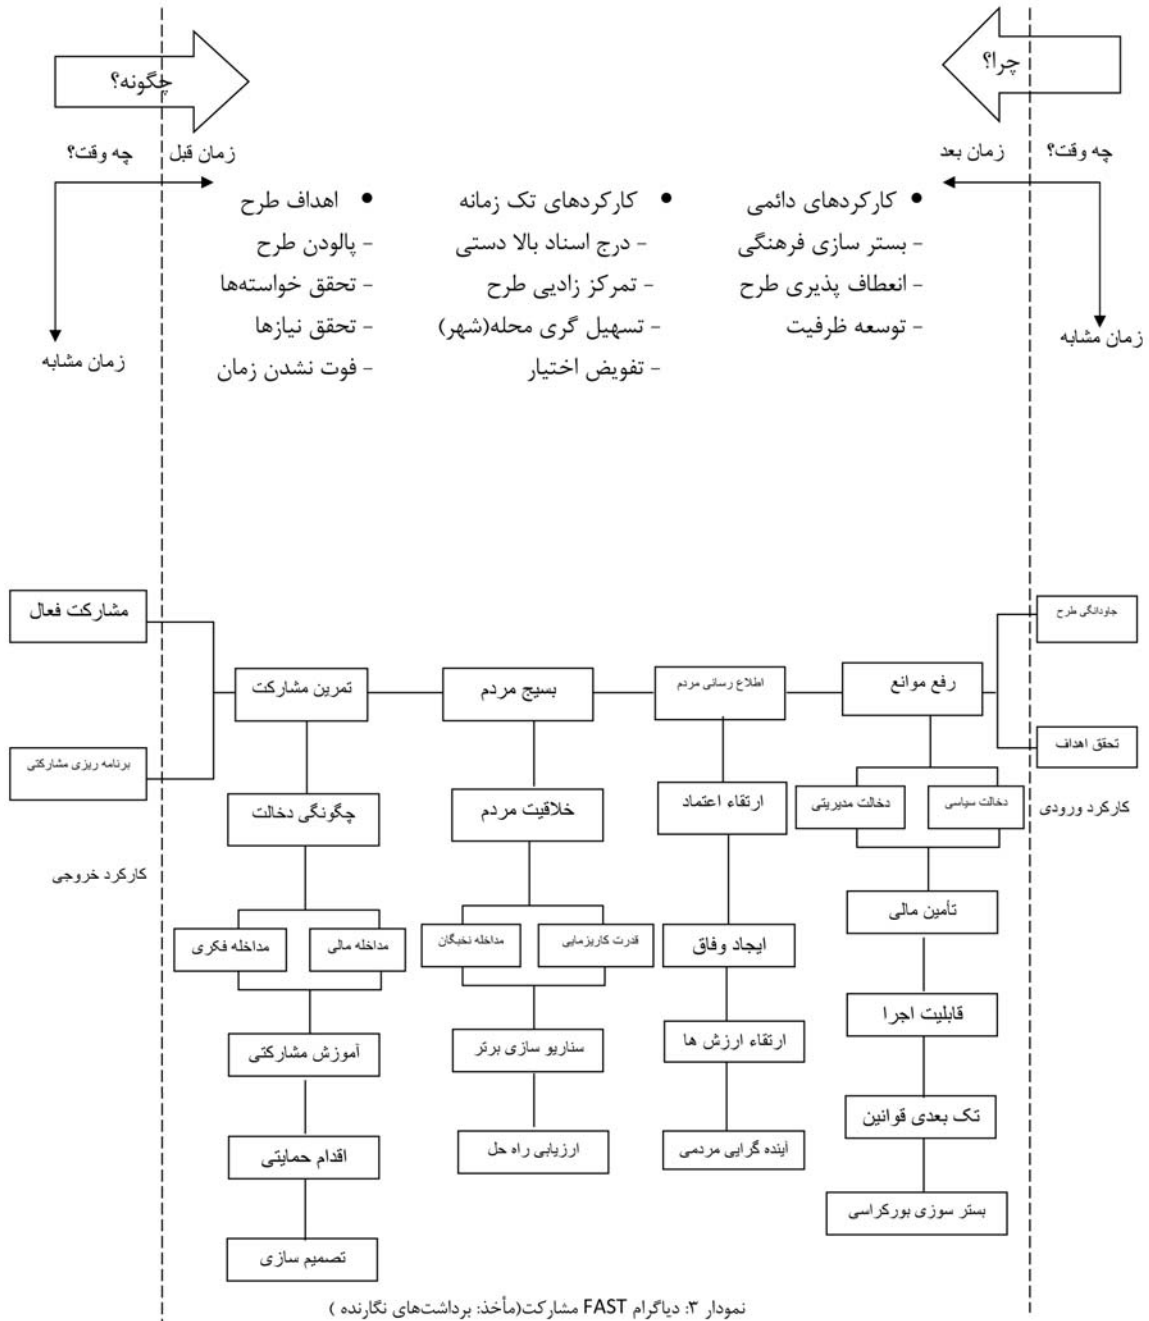 چرا؟
چگونه؟
چه وقت؟
زمان بعد
زمان قبل
چه وقت؟
زمان مشابه
زمان مشابه
• کارکردهای دائمی
- بستر سازی فرهنگی
- انعطاف پذیری طرح
- توسعه ظرفیت
• کارکردهای تک زمانه
- درج اسناد بالا دستی
- تمرکز زادیی طرح
- تسهیل گری محله(شهر)
- تفویض اختیار
• اهداف طرح
- پالودن طرح
- تحقق خواسته‌ها
- تحقق نیازها
- فوت نشدن زمان
جاودانگی طرح
تحقق اهداف
کارکرد ورودی
رفع موانع
دخالت سیاسی
دخالت مدیریتی
تأمین مالی
قابلیت اجرا
تک بعدی قوانین
بستر سوزی بورکراسی
اطلاع رسانی مردم
ارتقاء اعتماد
ایجاد وفاق
ارتقاء ارزش ها
آینده گرایی مردمی
بسیج مردم
خلاقیت مردم
قدرت کاریزمایی
مداخله نخبگان
سناریو سازی برتر
ارزیابی راه حل
تمرین مشارکت
چگونگی دخالت
مداخله مالی
مداخله فکری
آموزش مشارکتی
اقدام حمایتی
تصمیم سازی
مشارکت فعال
برنامه ریزی مشارکتی
کارکرد خروجی
نمودار ۳: دیاگرام FAST مشارکت(مأخذ: برداشت‌های نگارنده )